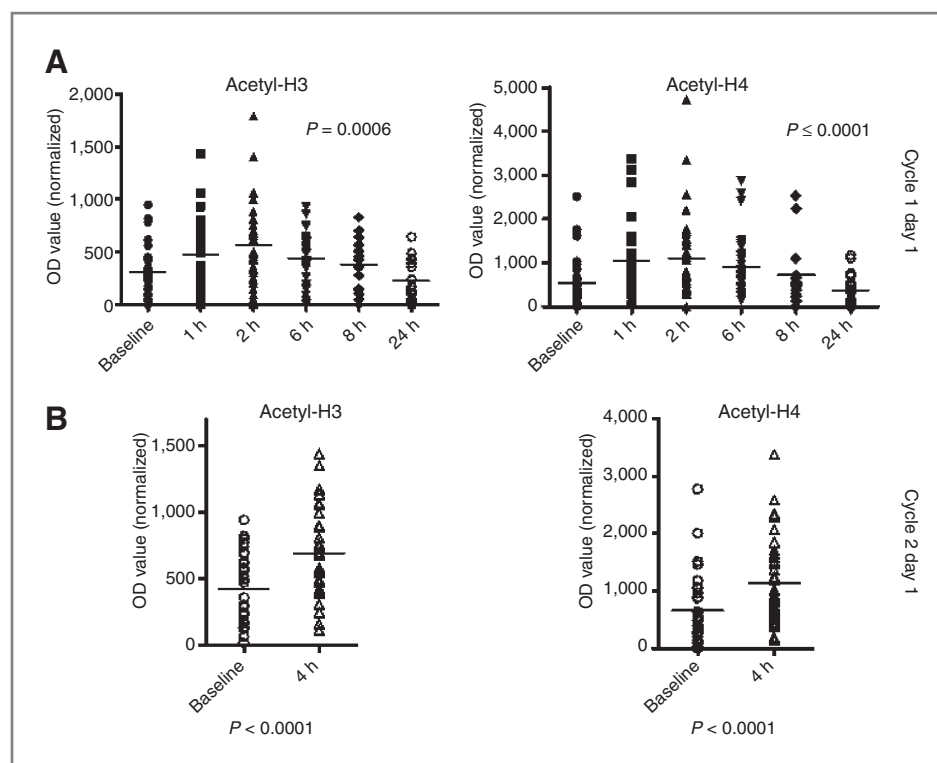 A
Acetyl-H3
OD value (normalized)
2,000
1,500
1,000
500
0
P = 0.0006
Baseline
1 h
2 h
6 h
8 h
24 h
Acetyl-H4
OD value (normalized)
5,000
4,000
3,000
2,000
1,000
0
P ≤ 0.0001
Baseline
1 h
2 h
6 h
8 h
24 h
Cycle 1 day 1
B
Acetyl-H3
OD value (normalized)
1,500
1,000
500
0
Baseline
4 h
P < 0.0001
Acetyl-H4
OD value (normalized)
4,000
3,000
2,000
1,000
0
Baseline
4 h
P < 0.0001
Cycle 2 day 1